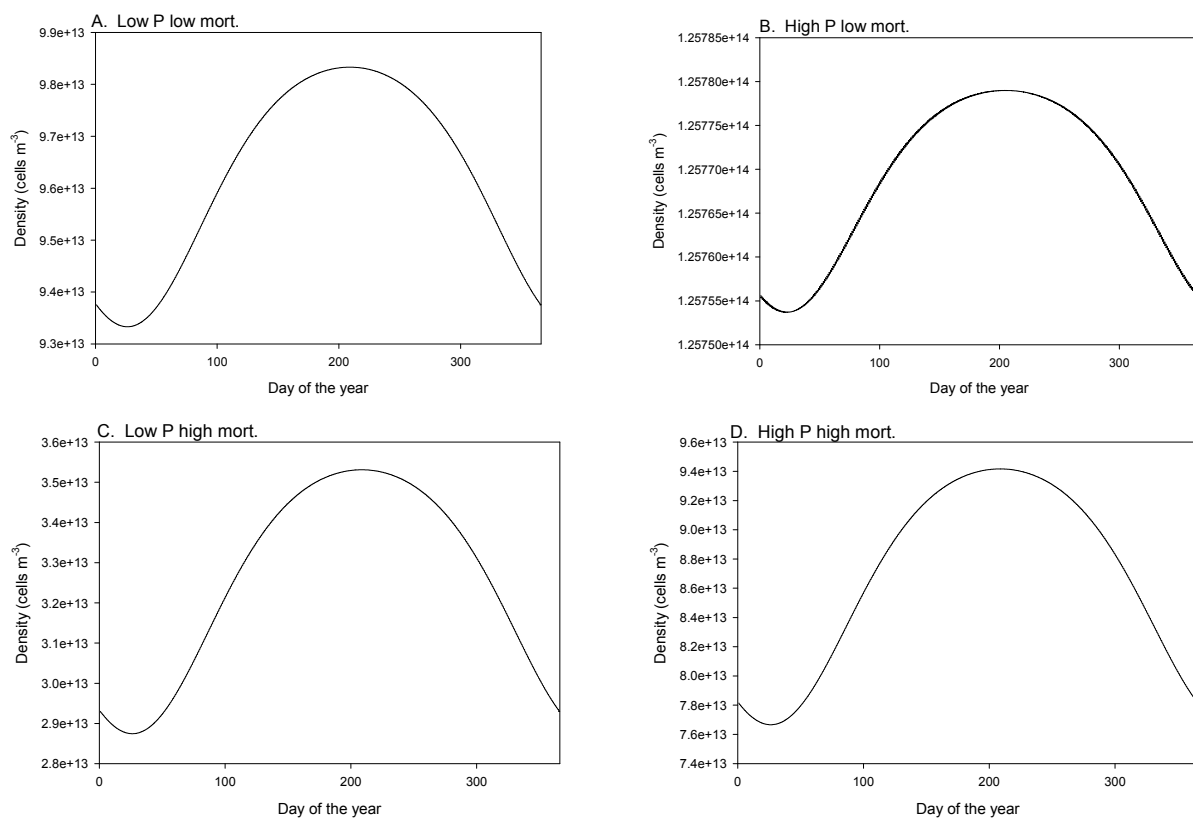 A. Low P low mort.
9.9e+13
9.8e+13
9.7e+13
9.6e+13
9.5e+13
9.4e+13
9.3e+13
Density (cells m-3)
0 100 200 300
Day of the year
B. High P low mort.
1.25785e+14
1.25780e+14
1.25775e+14
1.25770e+14
1.25765e+14
1.25760e+14
1.25755e+14
1.25750e+14
Density (cells m-3)
0 100 200 300
Day of the year
C. Low P high mort.
3.6e+13
3.5e+13
3.4e+13
3.3e+13
3.2e+13
3.1e+13
3.0e+13
2.9e+13
2.8e+13
Density (cells m-3)
0 100 200 300
Day of the year
D. High P high mort.
9.6e+13
9.4e+13
9.2e+13
9.0e+13
8.8e+13
8.6e+13
8.4e+13
8.2e+13
8.0e+13
7.8e+13
7.6e+13
7.4e+13
Density (cells m-3)
0 100 200 300
Day of the year